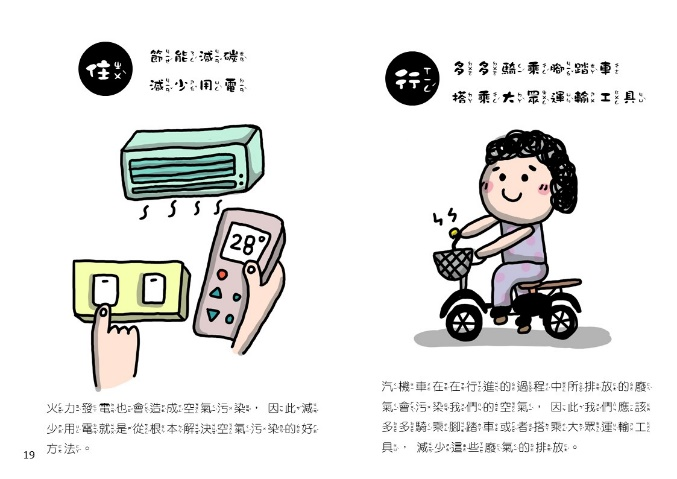 住
節能減碳
減少用電
28°
火力發電也會造成空氣污染，因此減
少用電就是從根本解決空氣污染的好
方法。
19
行
多多騎乘腳踏車
搭乘大眾運輸工具
汽機車在在行進的過程中所排放的廢
氣會污染我們的空氣，因此我們應該
多多騎乘腳踏車或者搭乘大眾運輸工
具，減少這些廢氣的排放。